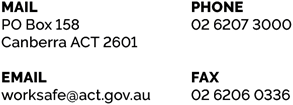 MAIL
PO Box 158
Canberra ACT 2601
PHONE
02 6207 3000
EMAIL
worksafe@act.gov.au
FAX
02 6206 0336